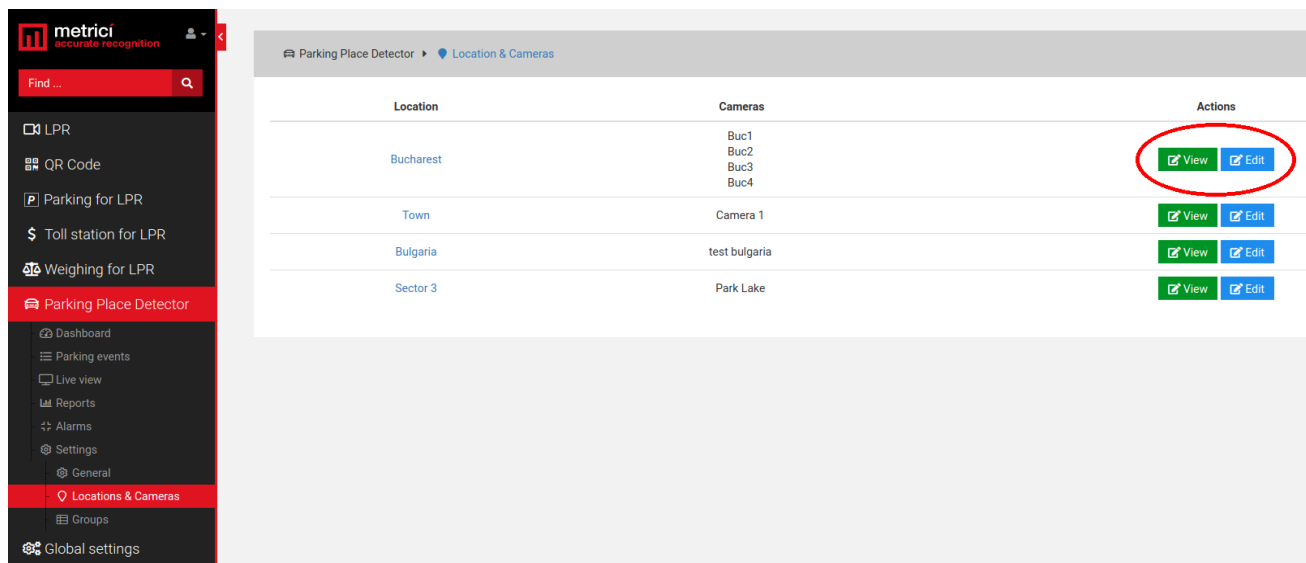 metrici
accurate recognition
Find ...
LPR
QR Code
P Parking for LPR
$ Toll station for LPR
Weighing for LPR
Parking Place Detector
Dashboard
Parking events
Live view
Reports
Alarms
Settings
General
Locations & Cameras
Groups
Global settings
Parking Place Detector Location & Cameras
Location Cameras Actions
Buc1
Buc2
Bucharest View Edit
Buc3
Buc4
Town Camera 1 View Edit
Bulgaria test bulgaria View Edit
Sector 3 Park Lake View Edit